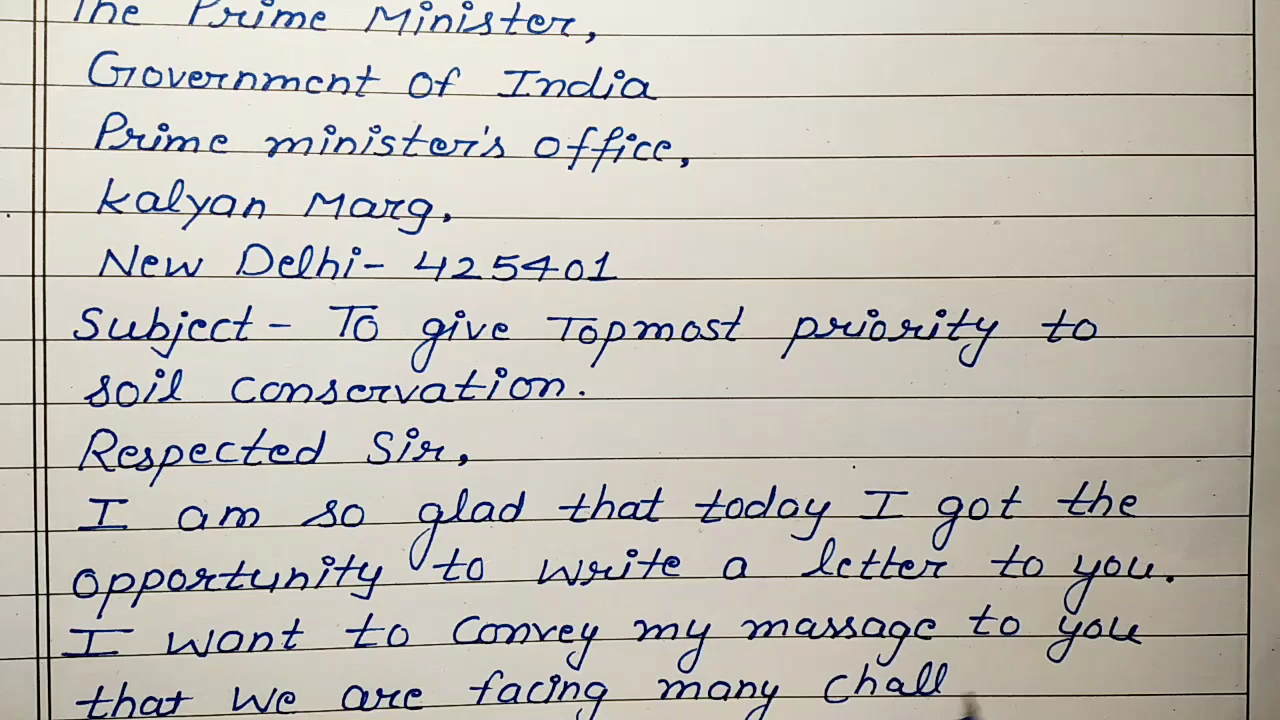 The Prime Minister,
Government of India
Prime minister's office,
Kalyan Marg,
New Delhi- 425401
Subject- To give Topmost priority to
soil conservation.
Respected Sir,
I am so glad that today I got the
opportunity to write a letter to you.
I want to convey my massage to you
that we are facing many chall